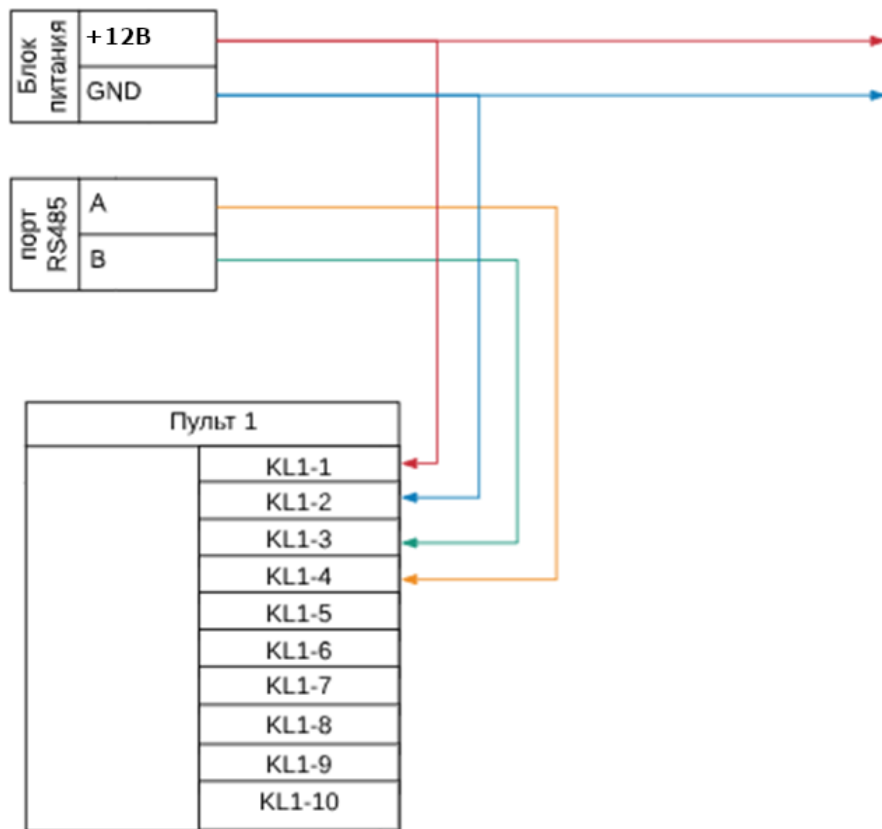 Блок
питания
+12В
GND
порт
RS485
A
B
Пульт 1
KL1-1
KL1-2
KL1-3
KL1-4
KL1-5
KL1-6
KL1-7
KL1-8
KL1-9
KL1-10